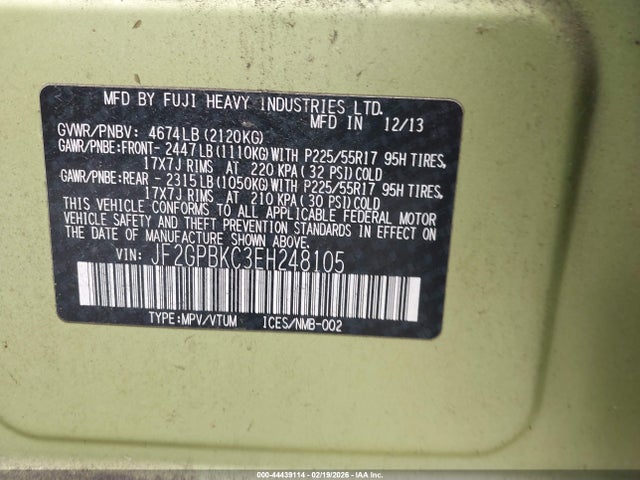 MFD BY FUJI HEAVY INDUSTRIES LTD.
MFD IN 12/13
GVWR/PNBV: 4674LB(2120KG)
GAWR/PNBE:FRONT- 2447LB(1110KG)WITH P225/55R17 95H TIRES,
17X7J RIMS AT 220 KPA(32 PSI)COLD
GAWR/PNBE:REAR - 2315LB(1050KG)WITH P225/55R17 95H TIRES,
17X7J RIMS AT 210 KPA(30 PSI)COLD
THIS VEHICLE CONFORMS TO ALL APPLICABLE FEDERAL MOTOR
VEHICLE SAFETY AND THEFT PREVENTION STANDARDS IN EFFECT ON
THE DATE OF MANUFACTURE SHOWN ABOVE.
VIN: JF2GPBKC3EH248105
TYPE:MPV/VTUM ICES/NMB-002
000-44439114 - 02/19/2026 - IAAI.COM